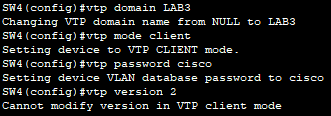 SW4(config)#vtp domain LAB3
Changing VTP domain name from NULL to LAB3
SW4(config)#vtp mode client
Setting device to VTP CLIENT mode.
SW4(config)#vtp password cisco
Setting device VLAN database password to cisco
SW4(config)#vtp version 2
Cannot modify version in VTP client mode